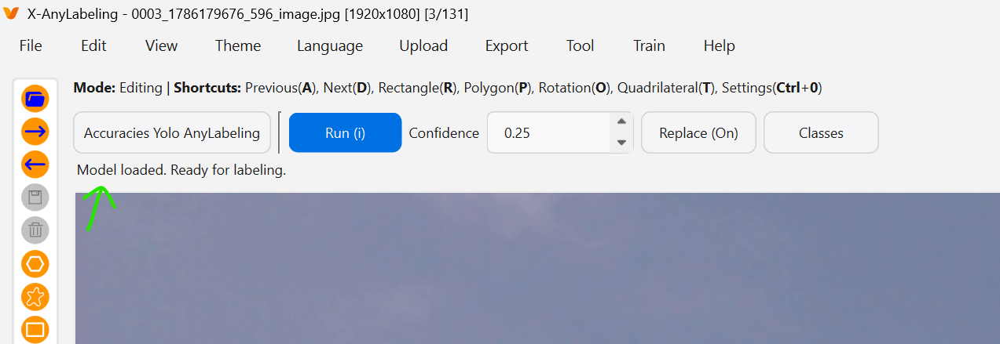 X-AnyLabeling - 0003_1786179676_596_image.jpg [1920x1080] [3/131]
File Edit View Theme Language Upload Export Tool Train Help
Mode: Editing | Shortcuts: Previous(A), Next(D), Rectangle(R), Polygon(P), Rotation(O), Quadrilateral(T), Settings(Ctrl+0)
Accuracies Yolo AnyLabeling Run (i) Confidence 0.25 Replace (On) Classes
Model loaded. Ready for labeling.